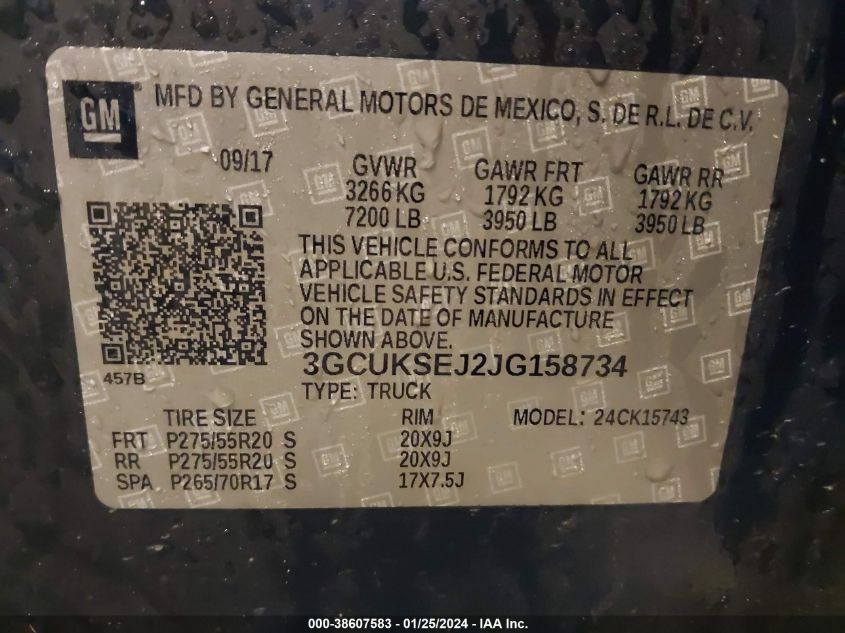 GM
MFD BY GENERAL MOTORS DE MEXICO, S. DE R.L. DE C.V.
09/17 GVWR GAWR FRT GAWR RR
3266 KG 1792 KG 1792 KG
7200 LB 3950 LB 3950 LB
THIS VEHICLE CONFORMS TO ALL
APPLICABLE U.S. FEDERAL MOTOR
VEHICLE SAFETY STANDARDS IN EFFECT
ON THE DATE OF MANUFACTURE
SHOWN ABOVE.
457B
3GCUKSEJ2JG158734
TYPE: TRUCK
TIRE SIZE RIM MODEL: 24CK15743
FRT P275/55R20 S 20X9J
RR P275/55R20 S 20X9J
SPA P265/70R17 S 17X7.5J
000-38607583 / 01/25/2024 - IAA Inc.